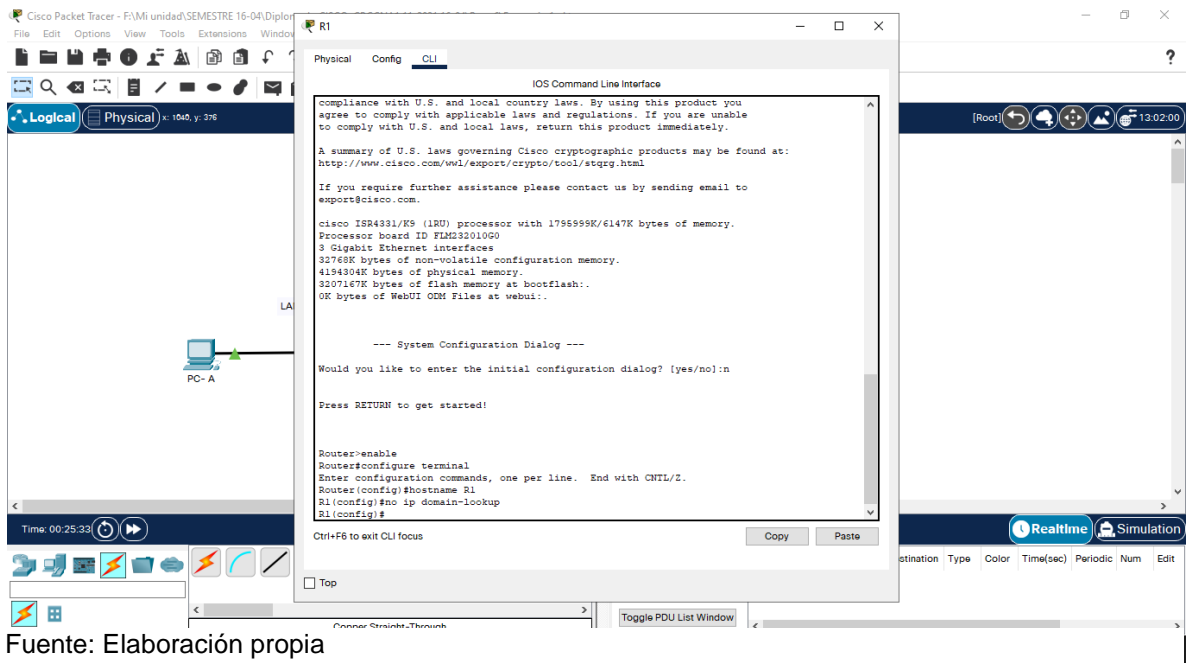 Cisco Packet Tracer - F:\Mi unidad\SEMESTRE 16-04\Diplor
File Edit Options View Tools Extensions Window
?
Logical Physical x: 1040, y: 376
[Root] 13:02:00
R1
Physical Config CLI
IOS Command Line Interface
compliance with U.S. and local country laws. By using this product you
agree to comply with applicable laws and regulations. If you are unable
to comply with U.S. and local laws, return this product immediately.
A summary of U.S. laws governing Cisco cryptographic products may be found at:
http://www.cisco.com/wwl/export/crypto/tool/stqrg.html
If you require further assistance please contact us by sending email to
export@cisco.com.
cisco ISR4331/K9 (1RU) processor with 1795999K/6147K bytes of memory.
Processor board ID FLM232010G0
3 Gigabit Ethernet interfaces
32768K bytes of non-volatile configuration memory.
4194304K bytes of physical memory.
3207167K bytes of flash memory at bootflash:.
0K bytes of WebUI ODM Files at webui:.
--- System Configuration Dialog ---
Would you like to enter the initial configuration dialog? [yes/no]:n
Press RETURN to get started!
Router>enable
Router#configure terminal
Enter configuration commands, one per line. End with CNTL/Z.
Router(config)#hostname R1
R1(config)#no ip domain-lookup
R1(config)#
Ctrl+F6 to exit CLI focus
Copy Paste
Top
LA
PC- A
Time: 00:25:33
Realtime Simulation
stination Type Color Time(sec) Periodic Num Edit
Toggle PDU List Window
Copper Straight-Through
Fuente: Elaboración propia